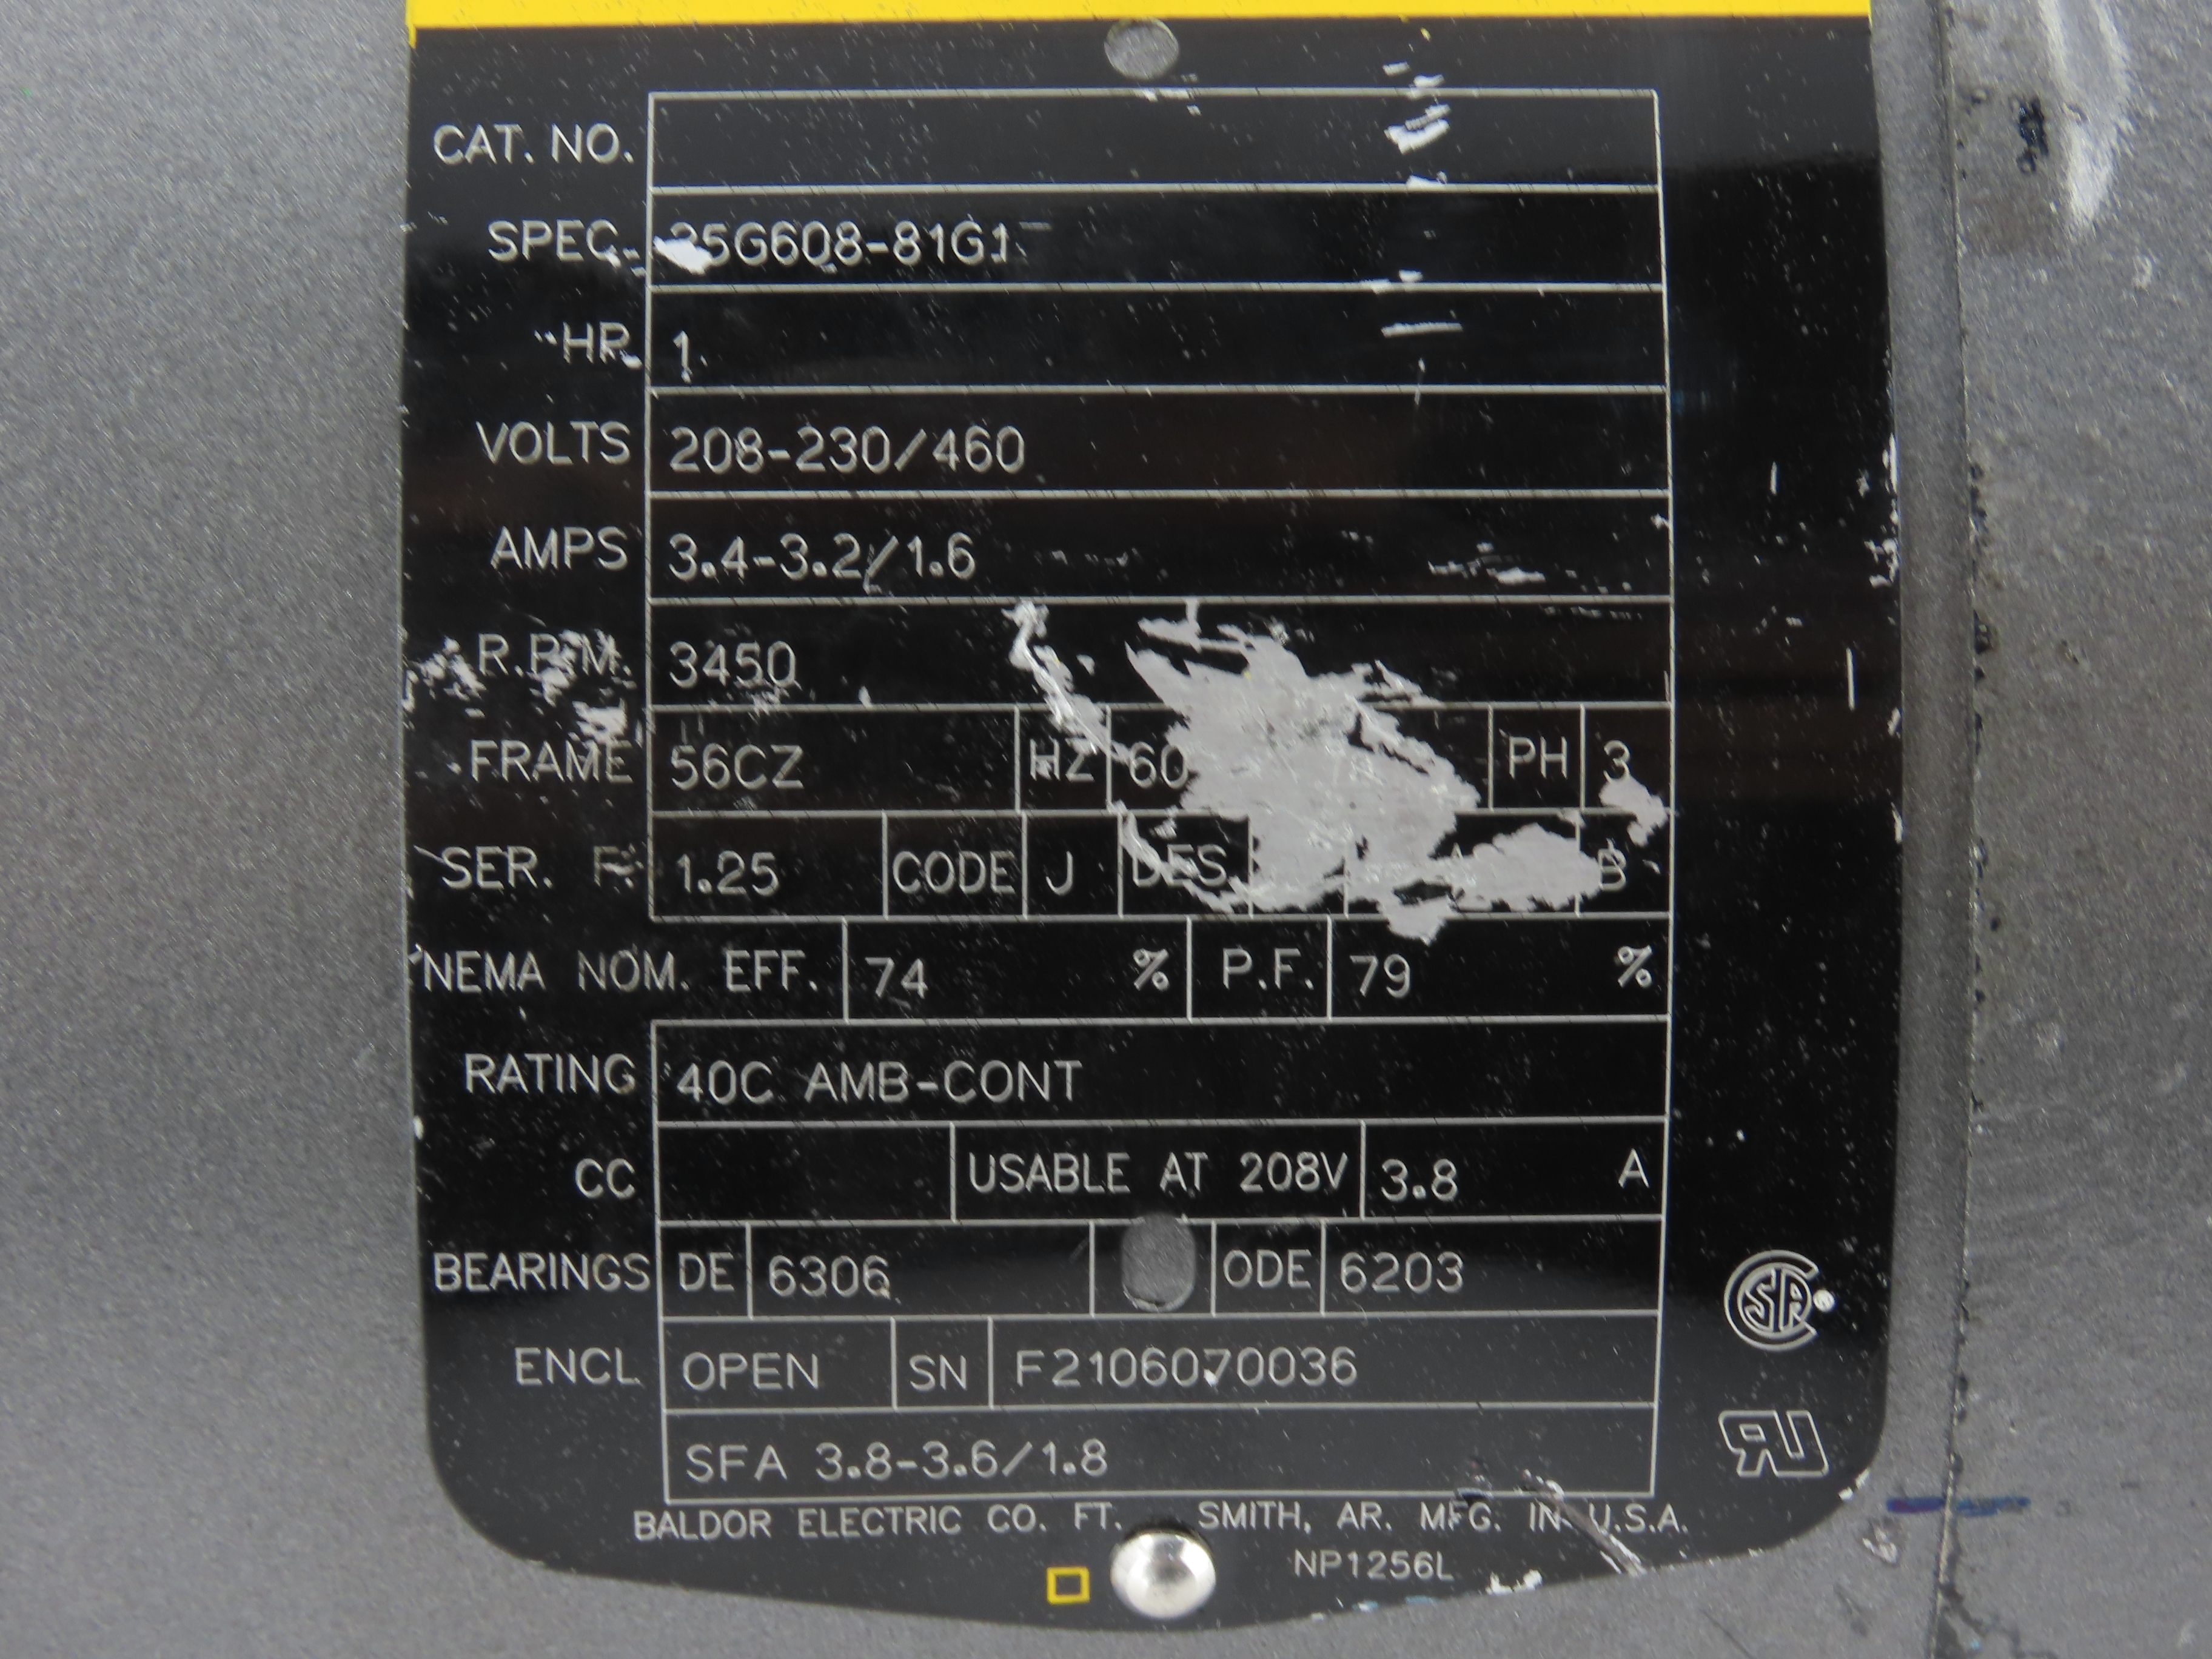 CAT. NO.
SPEC. 35G608-81G1
HP 1
VOLTS 208-230/460
AMPS 3.4-3.2/1.6
R.P.M. 3450
FRAME 56CZ HZ 60 PH 3
SER. F. 1.25 CODE J DES B
NEMA NOM. EFF. 74 % P.F. 79 %
RATING 40C AMB-CONT
CC USABLE AT 208V 3.8 A
BEARINGS DE 6306 ODE 6203
ENCL OPEN SN F2106070036
SFA 3.8-3.6/1.8
BALDOR ELECTRIC CO. FT. SMITH, AR. MFG. IN U.S.A.
NP1256L